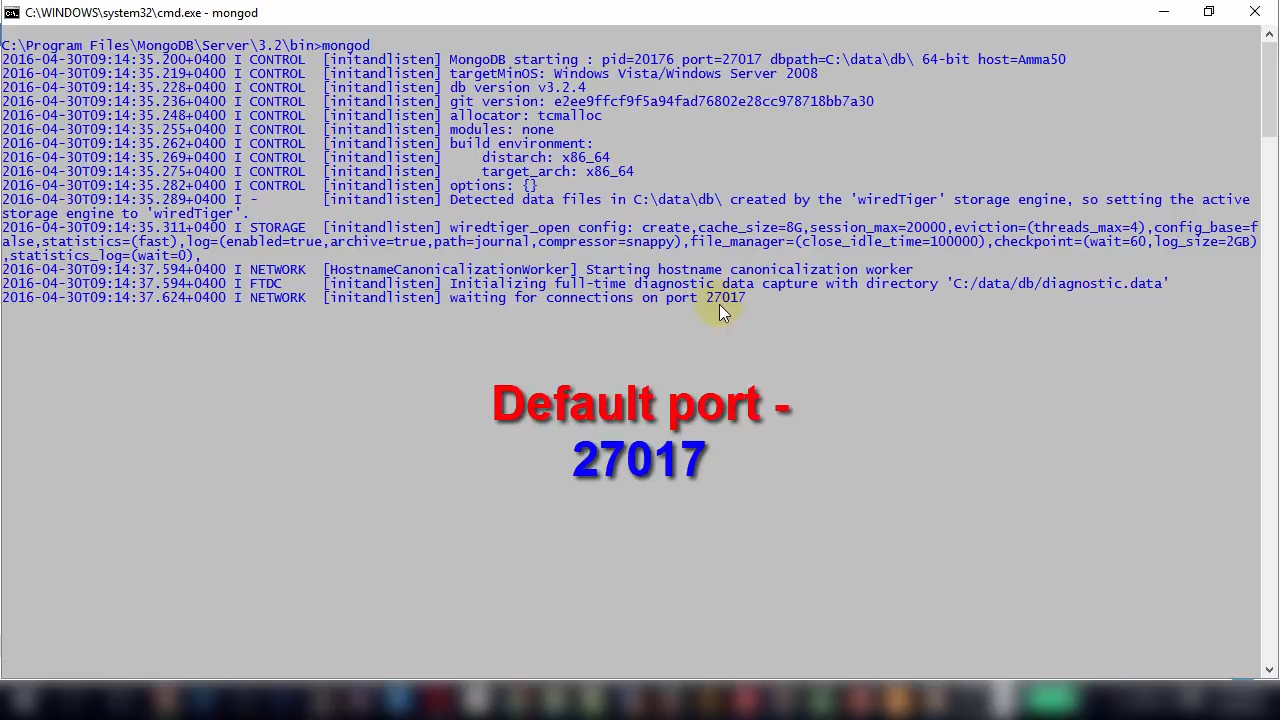 C:\WINDOWS\system32\cmd.exe - mongod
C:\Program Files\MongoDB\Server\3.2\bin>mongod
2016-04-30T09:14:35.200+0400 I CONTROL  [initandlisten] MongoDB starting : pid=20176 port=27017 dbpath=C:\data\db\ 64-bit host=Amma50
2016-04-30T09:14:35.219+0400 I CONTROL  [initandlisten] targetMinOS: Windows Vista/Windows Server 2008
2016-04-30T09:14:35.228+0400 I CONTROL  [initandlisten] db version v3.2.4
2016-04-30T09:14:35.236+0400 I CONTROL  [initandlisten] git version: e2ee9ffcf9f5a94fad76802e28cc978718bb7a30
2016-04-30T09:14:35.248+0400 I CONTROL  [initandlisten] allocator: tcmalloc
2016-04-30T09:14:35.255+0400 I CONTROL  [initandlisten] modules: none
2016-04-30T09:14:35.262+0400 I CONTROL  [initandlisten] build environment:
2016-04-30T09:14:35.269+0400 I CONTROL  [initandlisten]     distarch: x86_64
2016-04-30T09:14:35.275+0400 I CONTROL  [initandlisten]     target_arch: x86_64
2016-04-30T09:14:35.282+0400 I CONTROL  [initandlisten] options: {}
2016-04-30T09:14:35.289+0400 I -        [initandlisten] Detected data files in C:\data\db\ created by the 'wiredTiger' storage engine, so setting the active
storage engine to 'wiredTiger'.
2016-04-30T09:14:35.311+0400 I STORAGE  [initandlisten] wiredtiger_open config: create,cache_size=8G,session_max=20000,eviction=(threads_max=4),config_base=f
alse,statistics=(fast),log=(enabled=true,archive=true,path=journal,compressor=snappy),file_manager=(close_idle_time=100000),checkpoint=(wait=60,log_size=2GB)
,statistics_log=(wait=0),
2016-04-30T09:14:37.594+0400 I NETWORK  [HostnameCanonicalizationWorker] Starting hostname canonicalization worker
2016-04-30T09:14:37.594+0400 I FTDC     [initandlisten] Initializing full-time diagnostic data capture with directory 'C:/data/db/diagnostic.data'
2016-04-30T09:14:37.624+0400 I NETWORK  [initandlisten] waiting for connections on port 27017
Default port -
27017